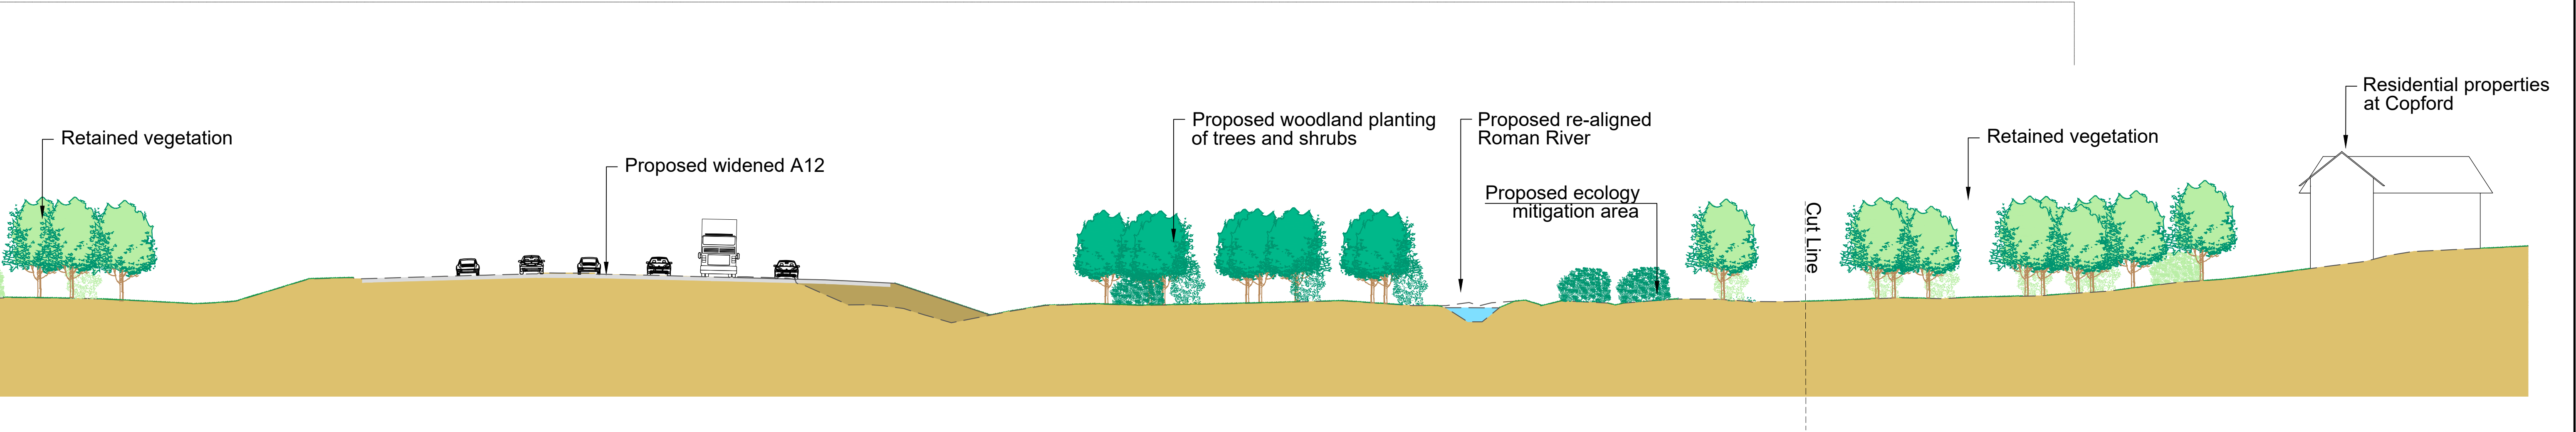 Retained vegetation
Proposed widened A12
Proposed woodland planting
of trees and shrubs
Proposed re-aligned
Roman River
Proposed ecology
mitigation area
Cut Line
Retained vegetation
Residential properties
at Copford